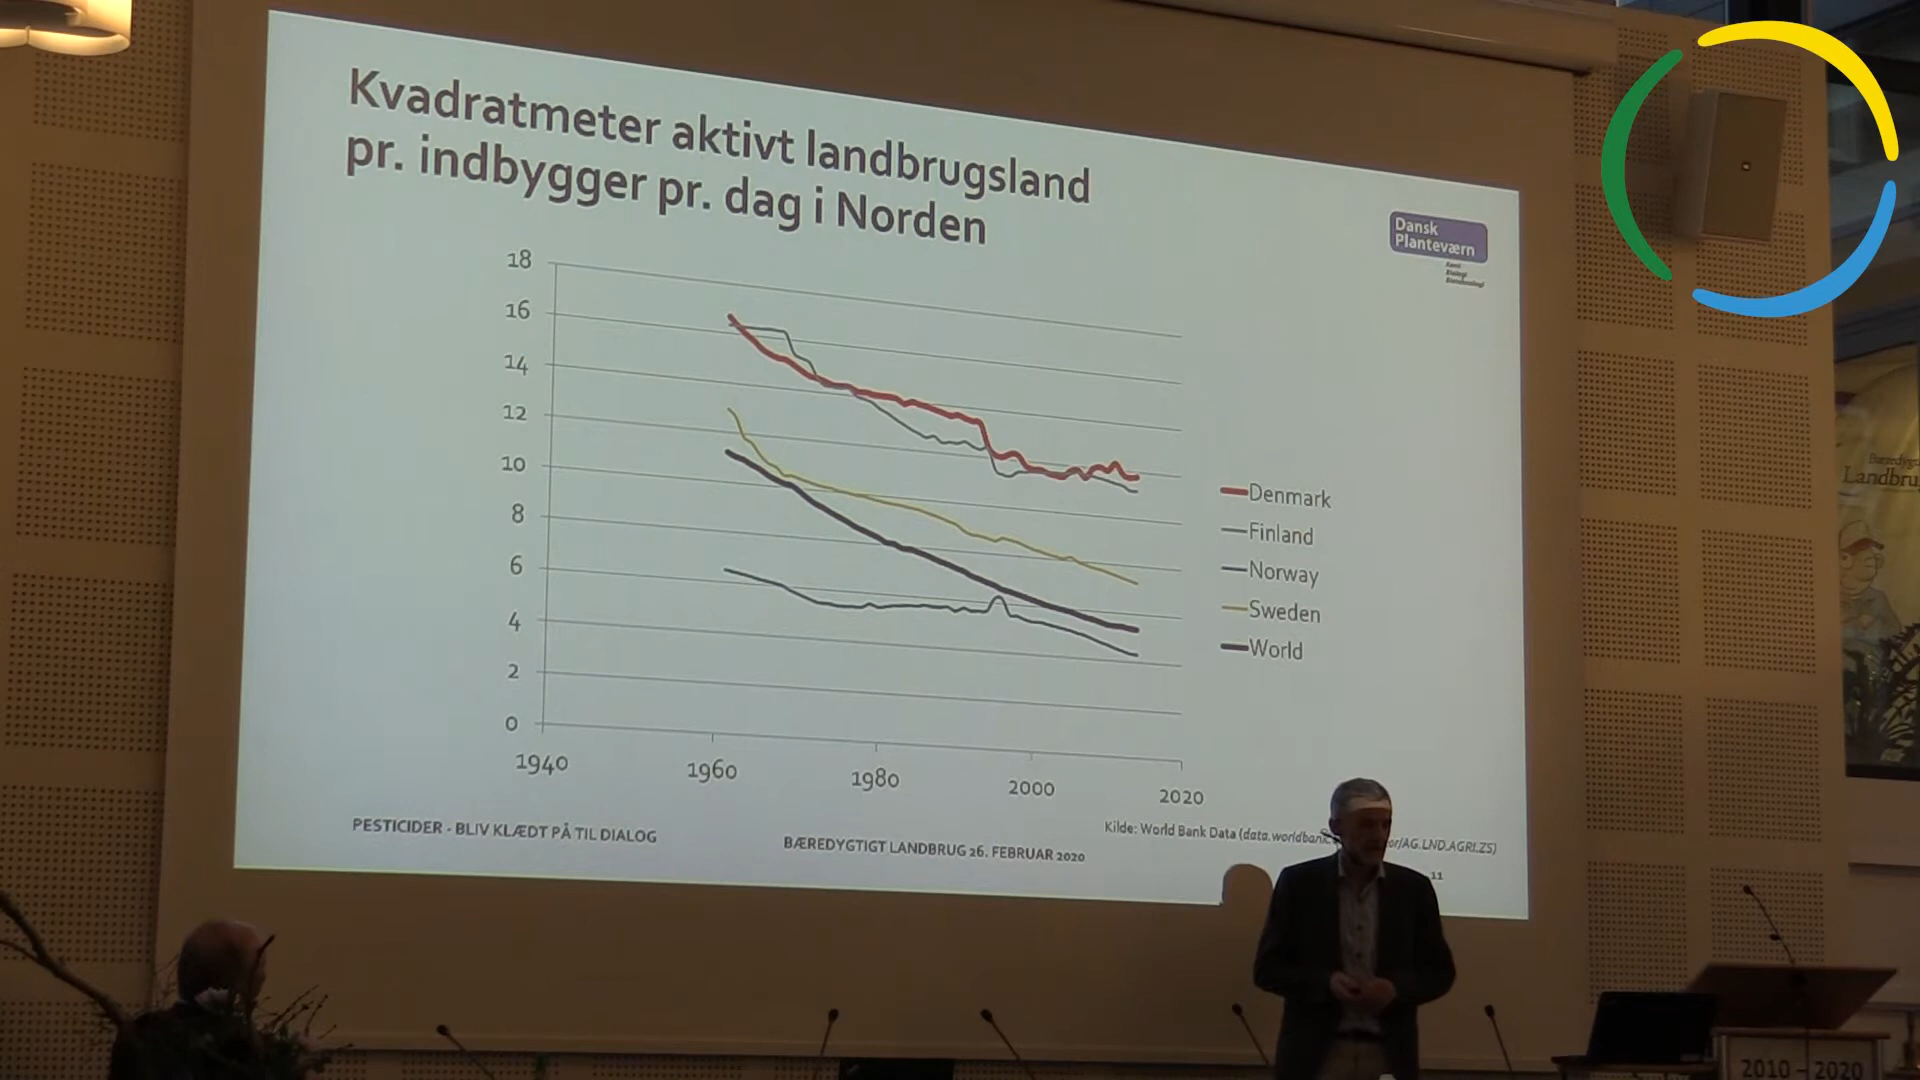 Kvadratmeter aktivt landbrugsland
pr. indbygger pr. dag i Norden
Dansk
Planteværn
18
16
14
12
10
8
6
4
2
0
1940
1960
1980
2000
2020
Denmark
Finland
Norway
Sweden
World
PESTICIDER - BLIV KLÆDT PÅ TIL DIALOG
BÆREDYGTIGT LANDBRUG 26. FEBRUAR 2020
Kilde: World Bank Data (data.worldbank or/AG.LND.AGRI.ZS)
11
Landbru
2010 - 2020